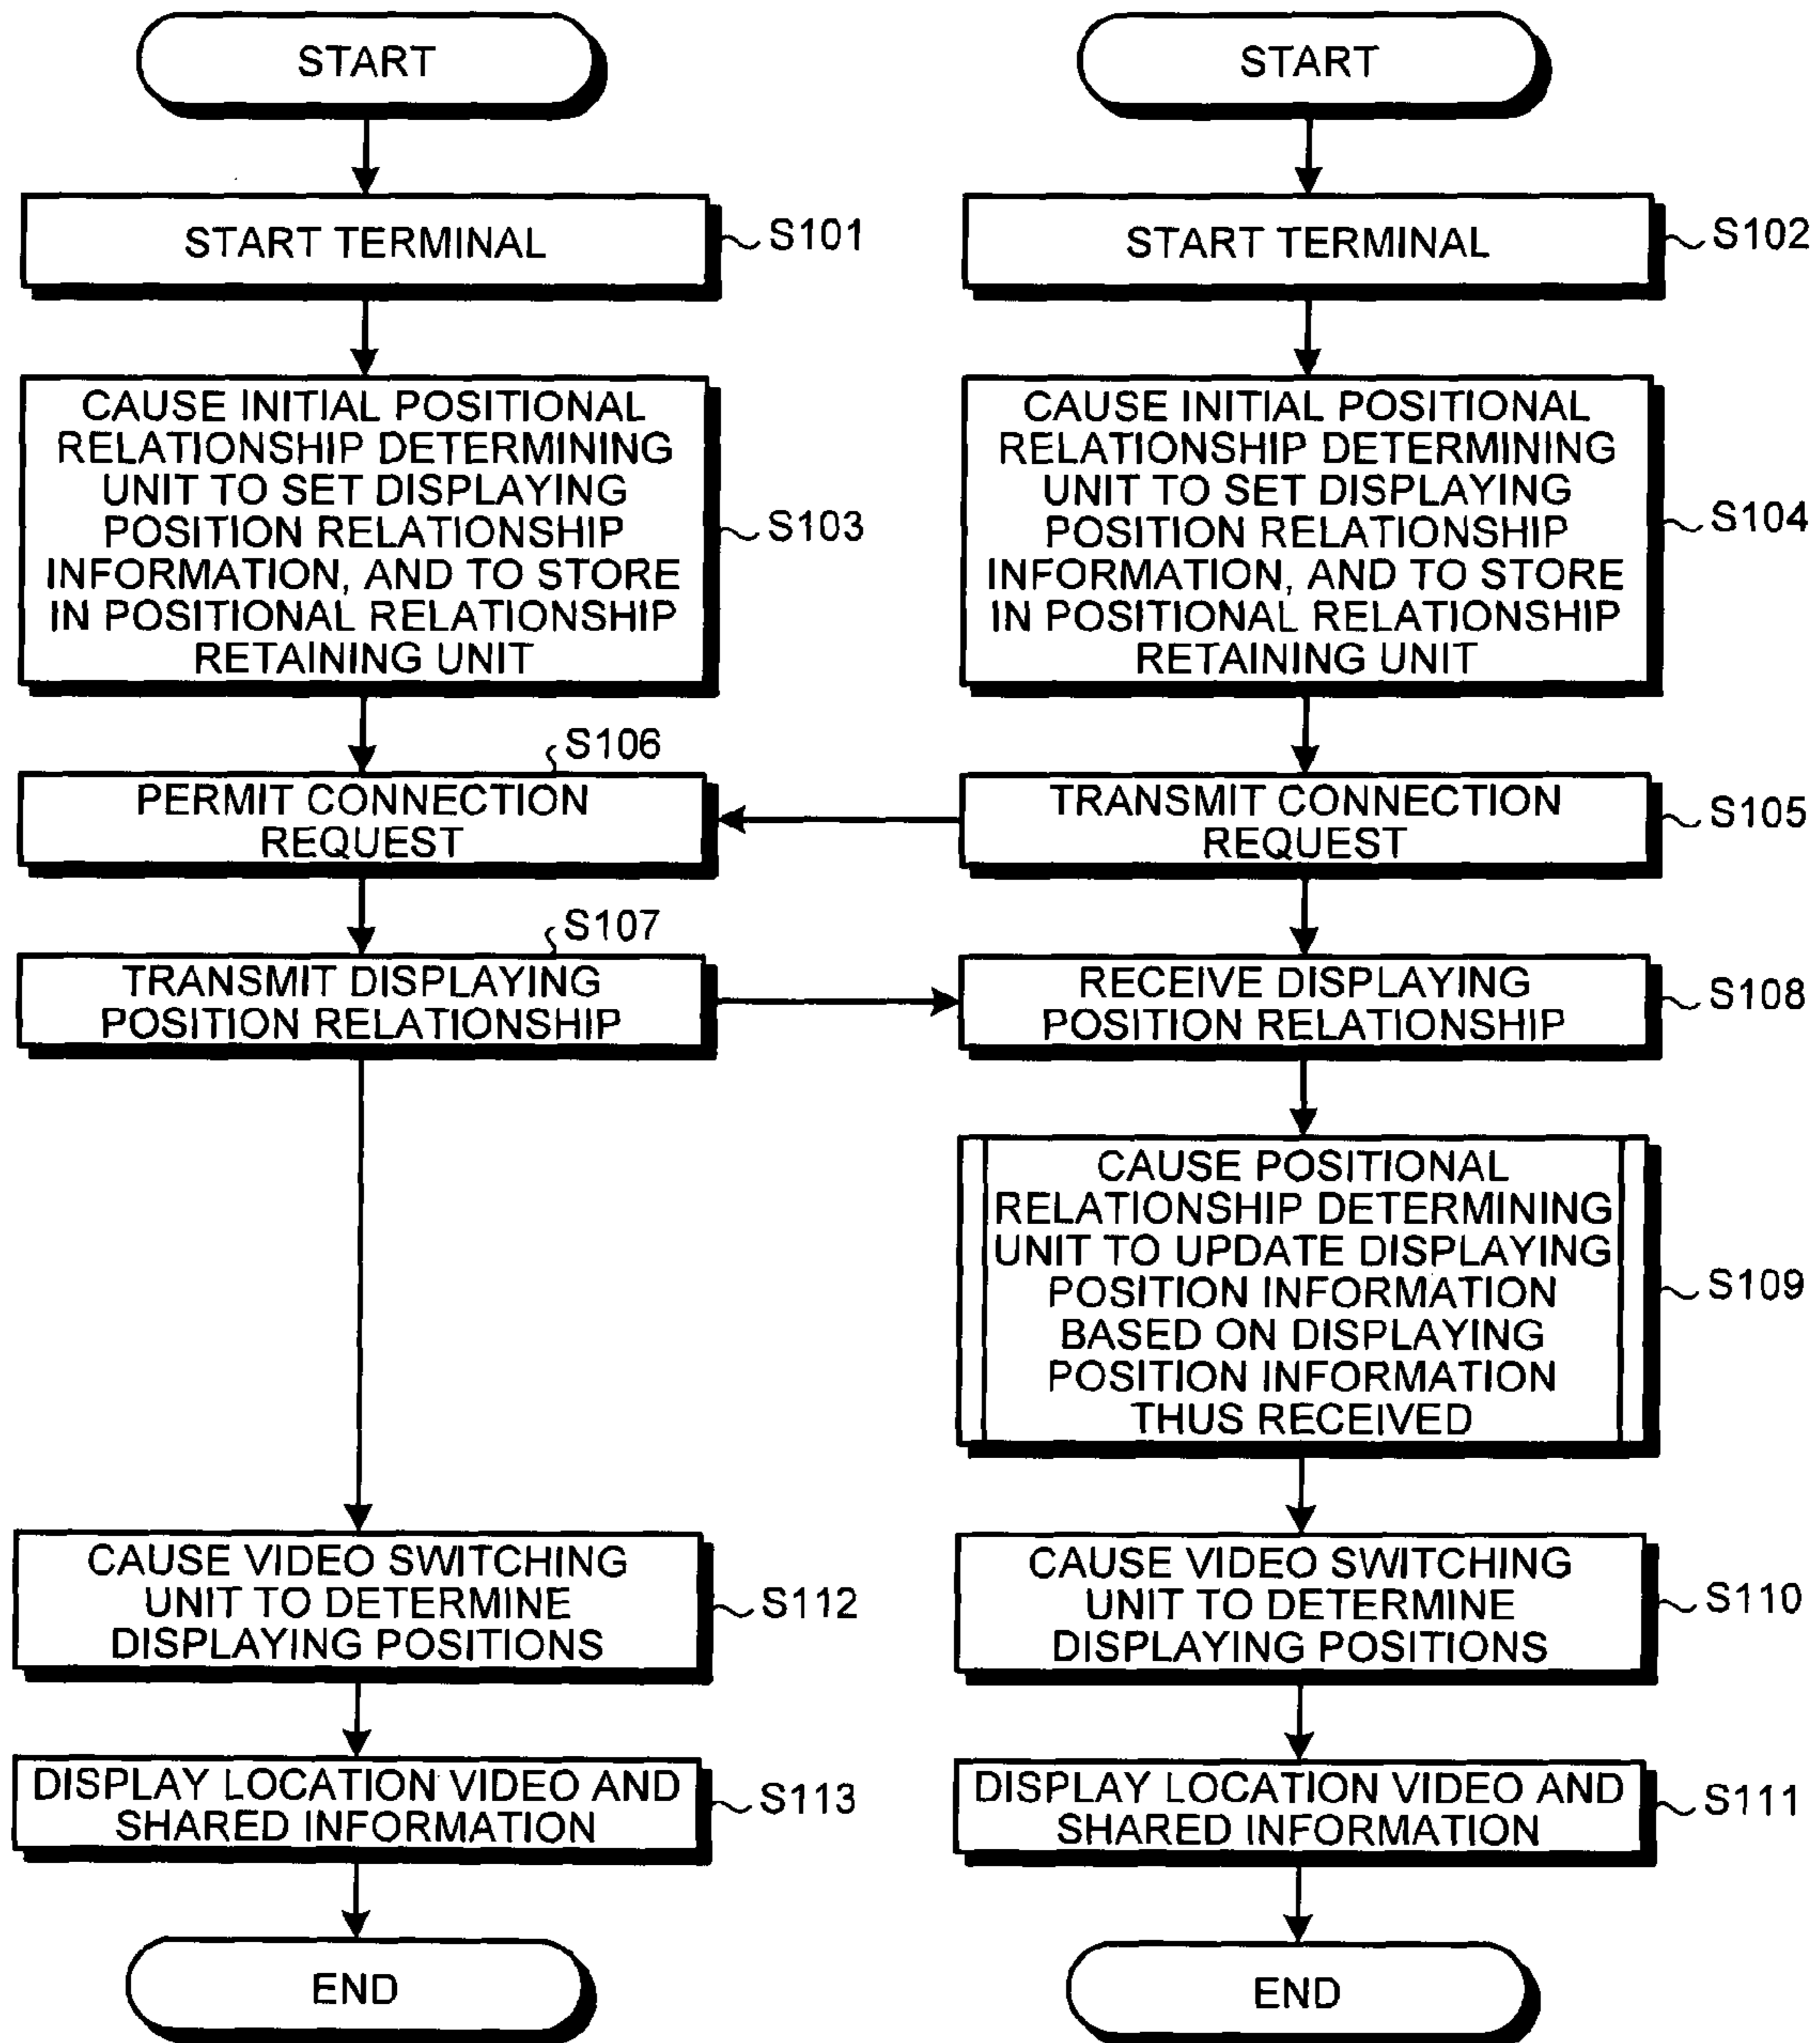 START
START TERMINAL
S101
CAUSE INITIAL POSITIONAL
RELATIONSHIP DETERMINING
UNIT TO SET DISPLAYING
POSITION RELATIONSHIP
INFORMATION, AND TO STORE
IN POSITIONAL RELATIONSHIP
RETAINING UNIT
S103
S106
PERMIT CONNECTION
REQUEST
S107
TRANSMIT DISPLAYING
POSITION RELATIONSHIP
CAUSE VIDEO SWITCHING
UNIT TO DETERMINE
DISPLAYING POSITIONS
S112
DISPLAY LOCATION VIDEO AND
SHARED INFORMATION
S113
END
START
START TERMINAL
S102
CAUSE INITIAL POSITIONAL
RELATIONSHIP DETERMINING
UNIT TO SET DISPLAYING
POSITION RELATIONSHIP
INFORMATION, AND TO STORE
IN POSITIONAL RELATIONSHIP
RETAINING UNIT
S104
TRANSMIT CONNECTION
REQUEST
S105
RECEIVE DISPLAYING
POSITION RELATIONSHIP
S108
CAUSE POSITIONAL
RELATIONSHIP DETERMINING
UNIT TO UPDATE DISPLAYING
POSITION INFORMATION
BASED ON DISPLAYING
POSITION INFORMATION
THUS RECEIVED
S109
CAUSE VIDEO SWITCHING
UNIT TO DETERMINE
DISPLAYING POSITIONS
S110
DISPLAY LOCATION VIDEO AND
SHARED INFORMATION
S111
END